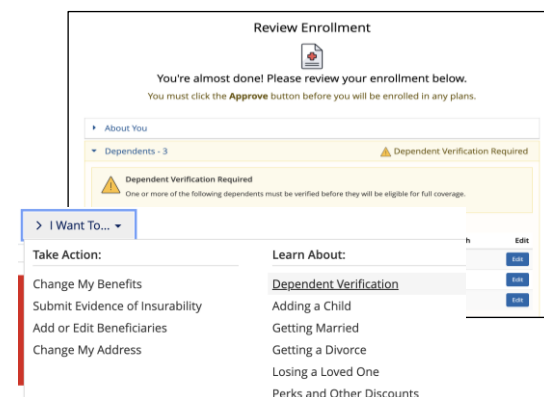 Review Enrollment
You're almost done! Please review your enrollment below.
You must click the Approve button before you will be enrolled in any plans.
About You
Dependents - 3
Dependent Verification Required
Dependent Verification Required
One or more of the following dependents must be verified before they will be eligible for full coverage.
h Edit
Edit
Edit
Edit
> I Want To...
Take Action:
Learn About:
Change My Benefits
Dependent Verification
Submit Evidence of Insurability
Adding a Child
Add or Edit Beneficiaries
Getting Married
Change My Address
Getting a Divorce
Losing a Loved One
Perks and Other Discounts